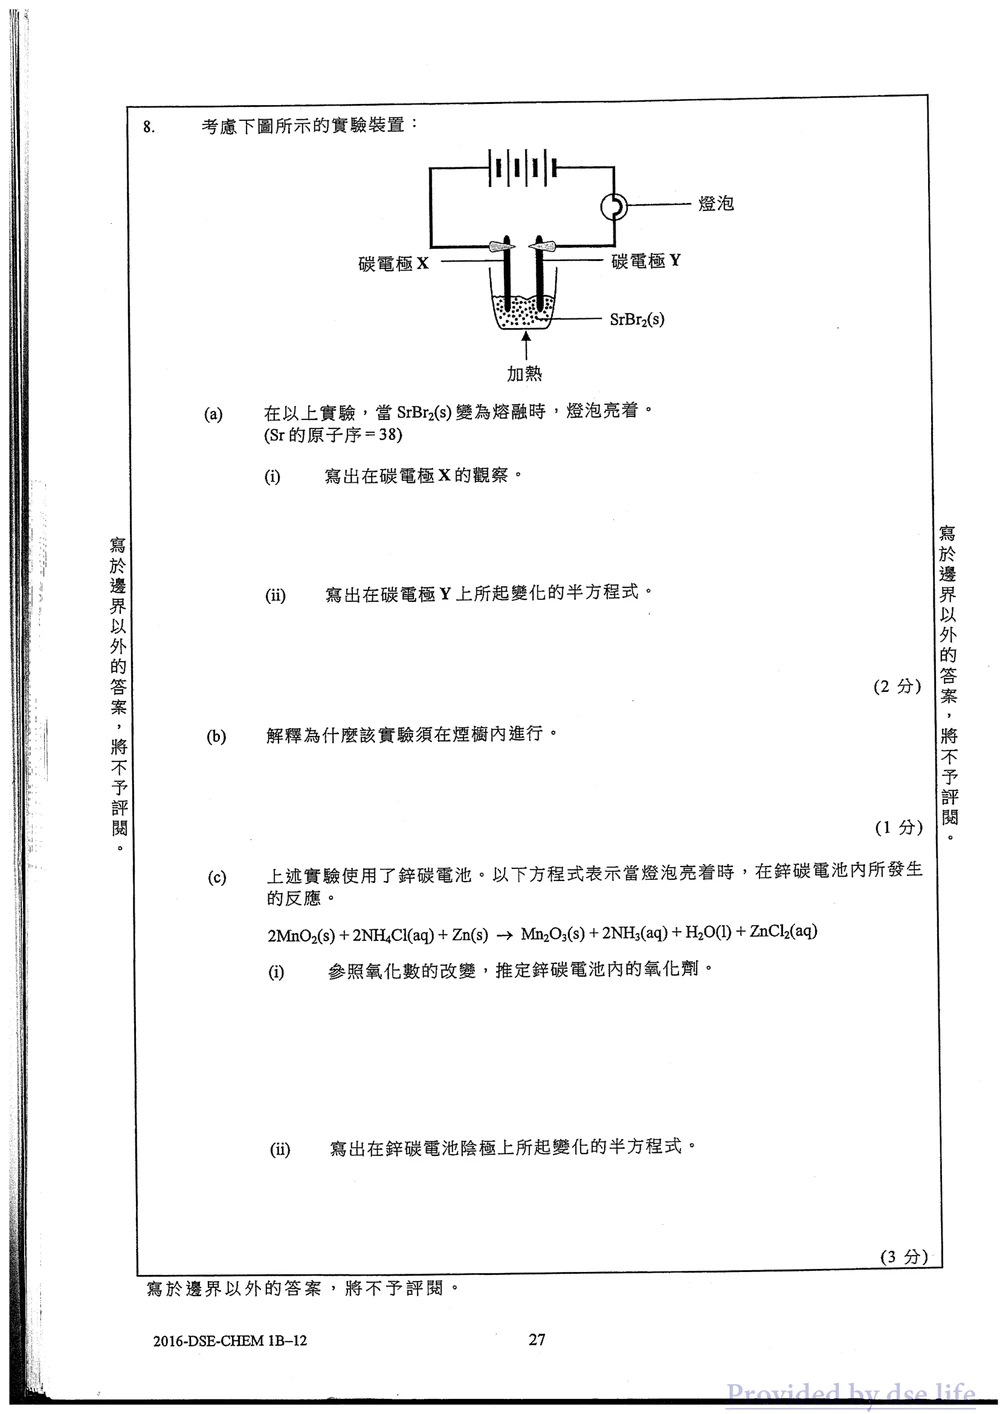 8. 考慮下圖所示的實驗裝置：
燈泡
碳電極 X
碳電極 Y
SrBr₂(s)
加熱
(a) 在以上實驗，當 SrBr₂(s) 變為熔融時，燈泡亮着。
(Sr 的原子序 = 38)
(i) 寫出在碳電極 X 的觀察。
(ii) 寫出在碳電極 Y 上所起變化的半方程式。
(2 分)
(b) 解釋為什麼該實驗須在煙櫥內進行。
(1 分)
(c) 上述實驗使用了鋅碳電池。以下方程式表示當燈泡亮着時，在鋅碳電池內所發生
的反應。
2MnO₂(s) + 2NH₄Cl(aq) + Zn(s) → Mn₂O₃(s) + 2NH₃(aq) + H₂O(l) + ZnCl₂(aq)
(i) 參照氧化數的改變，推定鋅碳電池內的氧化劑。
(ii) 寫出在鋅碳電池陰極上所起變化的半方程式。
(3 分)
寫於邊界以外的答案，將不予評閱。
寫於邊界以外的答案，將不予評閱。
寫於邊界以外的答案，將不予評閱。
2016-DSE-CHEM 1B–12
27
Provided by dse.life